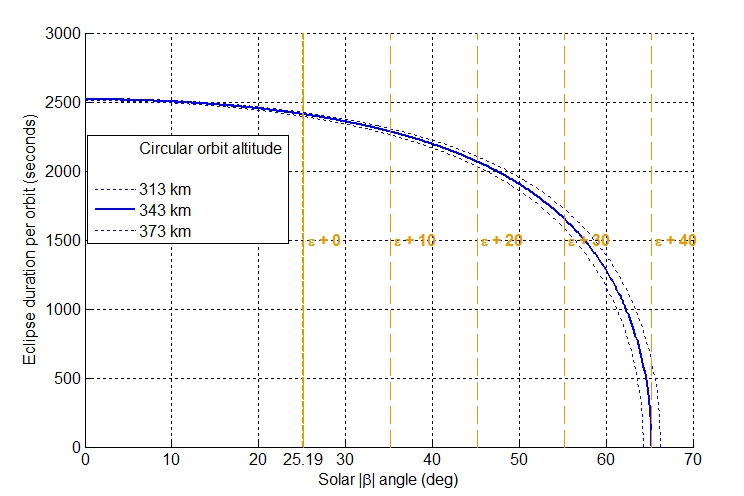 3000
2500
2000
1500
1000
500
0
Eclipse duration per orbit (seconds)
Circular orbit altitude
313 km
343 km
373 km
ε + 0
ε + 10
ε + 20
ε + 30
ε + 40
0 10 20 25.19 30 40 50 60 70
Solar |β| angle (deg)